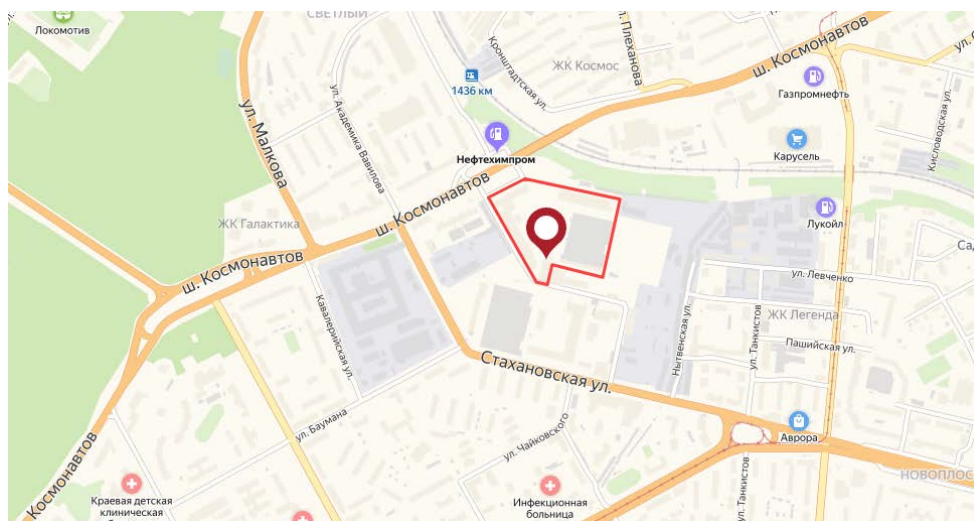 СВЕТЛЫЙ
Локомотив
ул. Малкова
ул. Академика Вавилова
Кронштадтская ул.
ул. Плеханова
ЖК Космос
ш. Космонавтов
1436 км
Газпромнефть
Кисловодская ул.
Нефтехимпром
Карусель
ш. Космонавтов
ЖК Галактика
Лукойл
ш. Космонавтов
ул. Левченко
Кавалерийская ул.
Нытвенская ул.
ул. Танкистов
ЖК Легенда
Пашийская ул.
Стахановская ул.
ул. Баумана
ул. Чайковского
Аврора
Космонавтов
ул. Танкистов
НОВОПЛОС
Краевая детская
клиническая
Инфекционная
больница